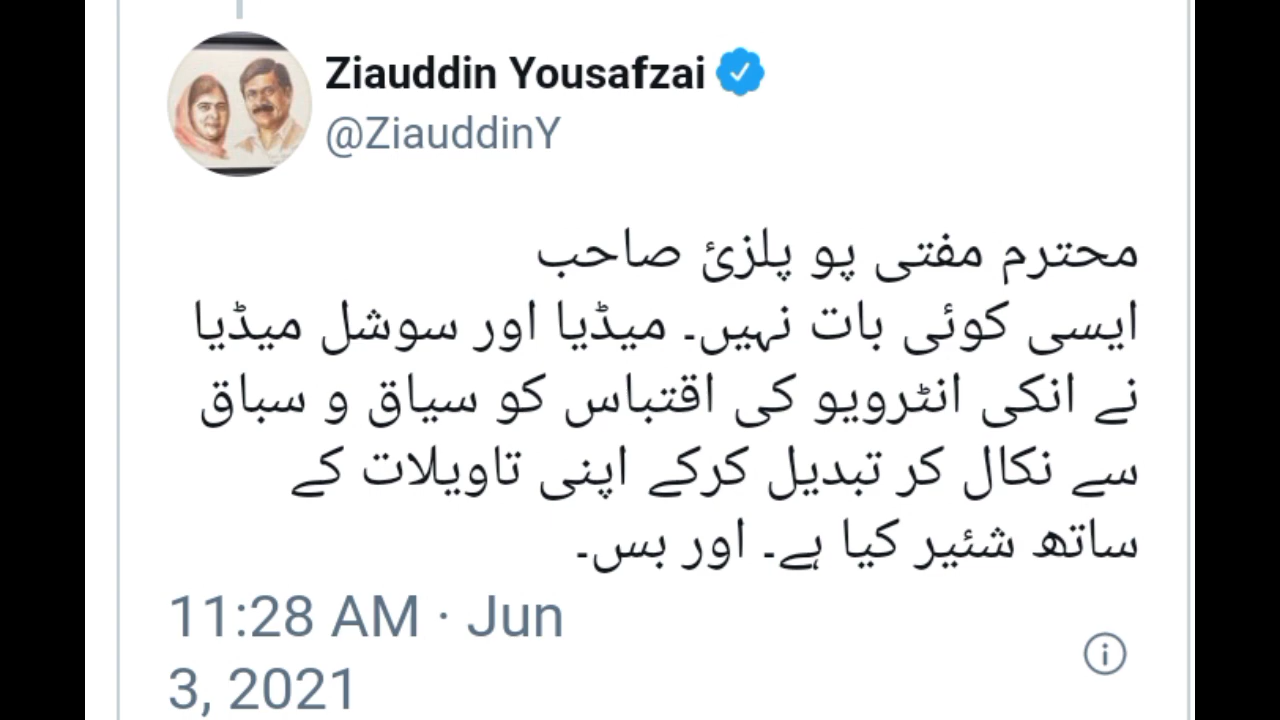 Ziauddin Yousafzai
@ZiauddinY
محترم مفتی پو پلزئ صاحب
ایسی کوئی بات نہیں۔ میڈیا اور سوشل میڈیا
نے انکی انٹرویو کی اقتباس کو سیاق و سباق
سے نکال کر تبدیل کرکے اپنی تاویلات کے
ساتھ شئیر کیا ہے۔ اور بس۔
11:28 AM · Jun
3, 2021